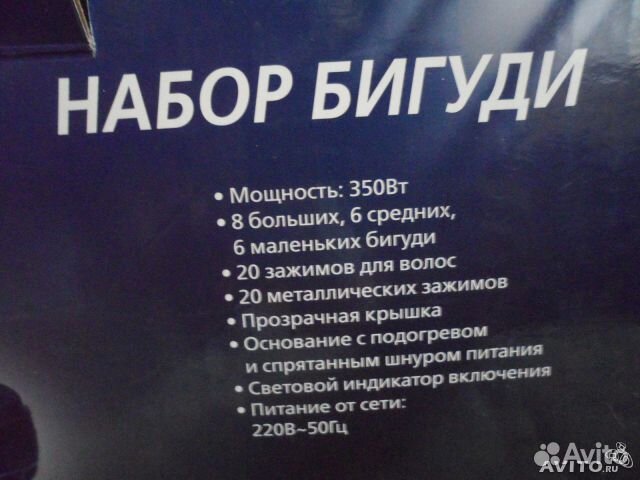 НАБОР БИГУДИ
• Мощность: 350Вт
• 8 больших, 6 средних,
6 маленьких бигуди
• 20 зажимов для волос
• 20 металлических зажимов
• Прозрачная крышка
• Основание с подогревом
и спрятанным шнуром питания
• Световой индикатор включения
• Питание от сети:
220В~50Гц
Avito
AVITO.RU